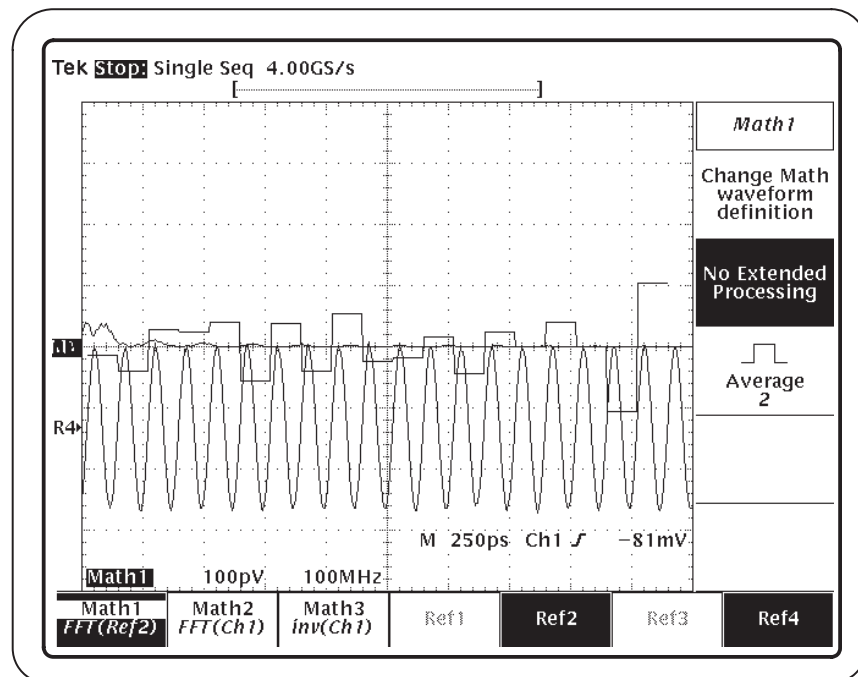 Tek Stop: Single Seq 4.00GS/s
[ ]
Math1
Change Math
waveform
definition
No Extended
Processing
Average
2
R4
M 250ps Ch1 -81mV
Math1 100pV 100MHz
Math1
FFT(Ref2)
Math2
FFT(Ch1)
Math3
inv(Ch1)
Ref1
Ref2
Ref3
Ref4